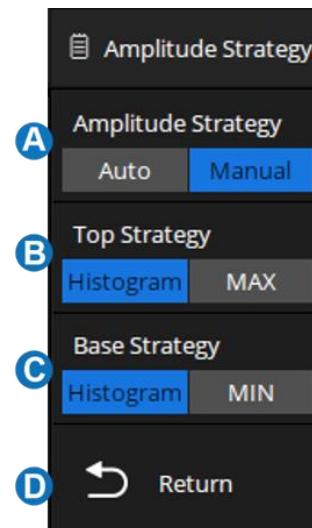 Amplitude Strategy
A
Amplitude Strategy
Auto Manual
B
Top Strategy
Histogram MAX
C
Base Strategy
Histogram MIN
D
Return